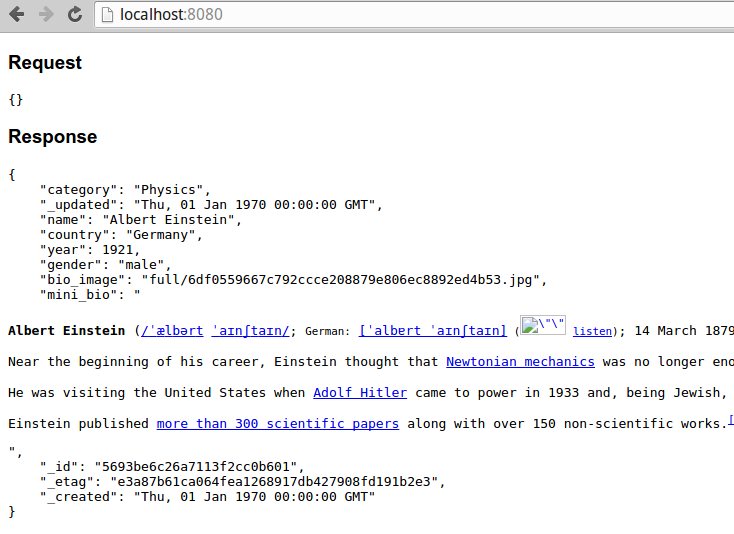 localhost:8080
Request
{}
Response
{
    "category": "Physics",
    "_updated": "Thu, 01 Jan 1970 00:00:00 GMT",
    "name": "Albert Einstein",
    "country": "Germany",
    "year": 1921,
    "gender": "male",
    "bio_image": "full/6df0559667c792ccce208879e806ec8892ed4b53.jpg",
    "mini_bio": "
Albert Einstein (/ˈælbərt ˈaɪnʃtaɪn/; German: [ˈalbɐt ˈaɪnʃtaɪn] (\"\" listen); 14 March 1879
Near the beginning of his career, Einstein thought that Newtonian mechanics was no longer eno
He was visiting the United States when Adolf Hitler came to power in 1933 and, being Jewish,
Einstein published more than 300 scientific papers along with over 150 non-scientific works.[
",
    "_id": "5693be6c26a7113f2cc0b601",
    "_etag": "e3a87b61ca064fea1268917db427908fd191b2e3",
    "_created": "Thu, 01 Jan 1970 00:00:00 GMT"
}